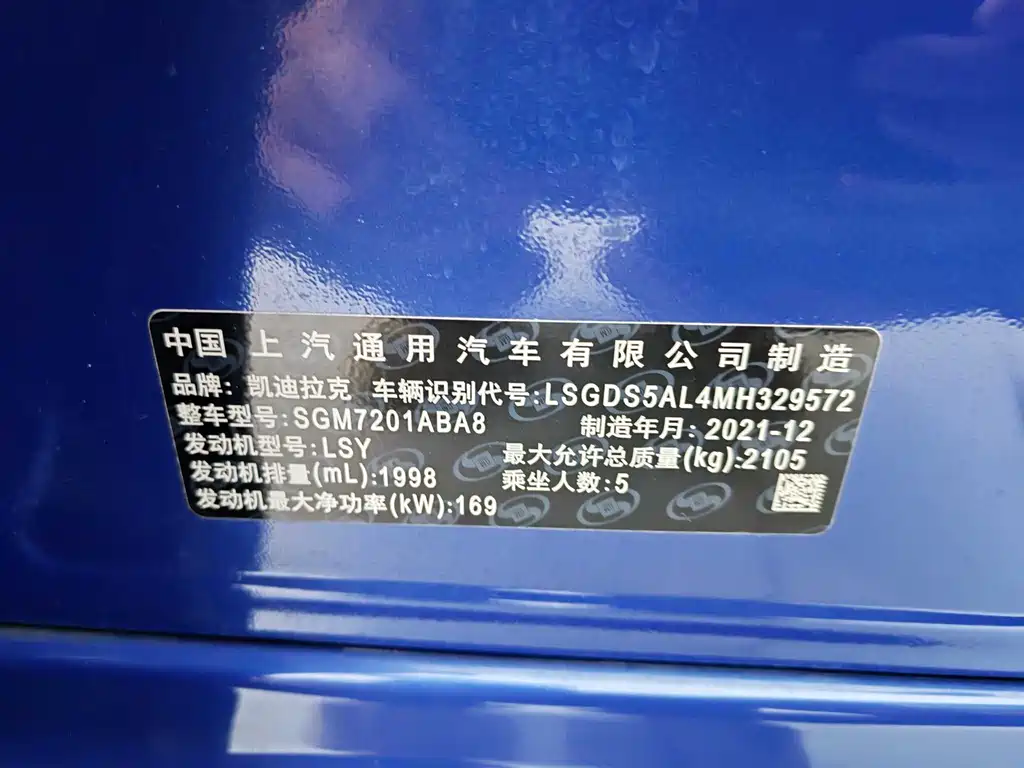 中国 上汽通用汽车有限公司制造
品牌: 凯迪拉克 车辆识别代号:LSGDS5AL4MH329572
整车型号:SGM7201ABA8 制造年月: 2021-12
发动机型号:LSY 最大允许总质量(kg):2105
发动机排量(mL):1998 乘坐人数:5
发动机最大净功率(kW):169